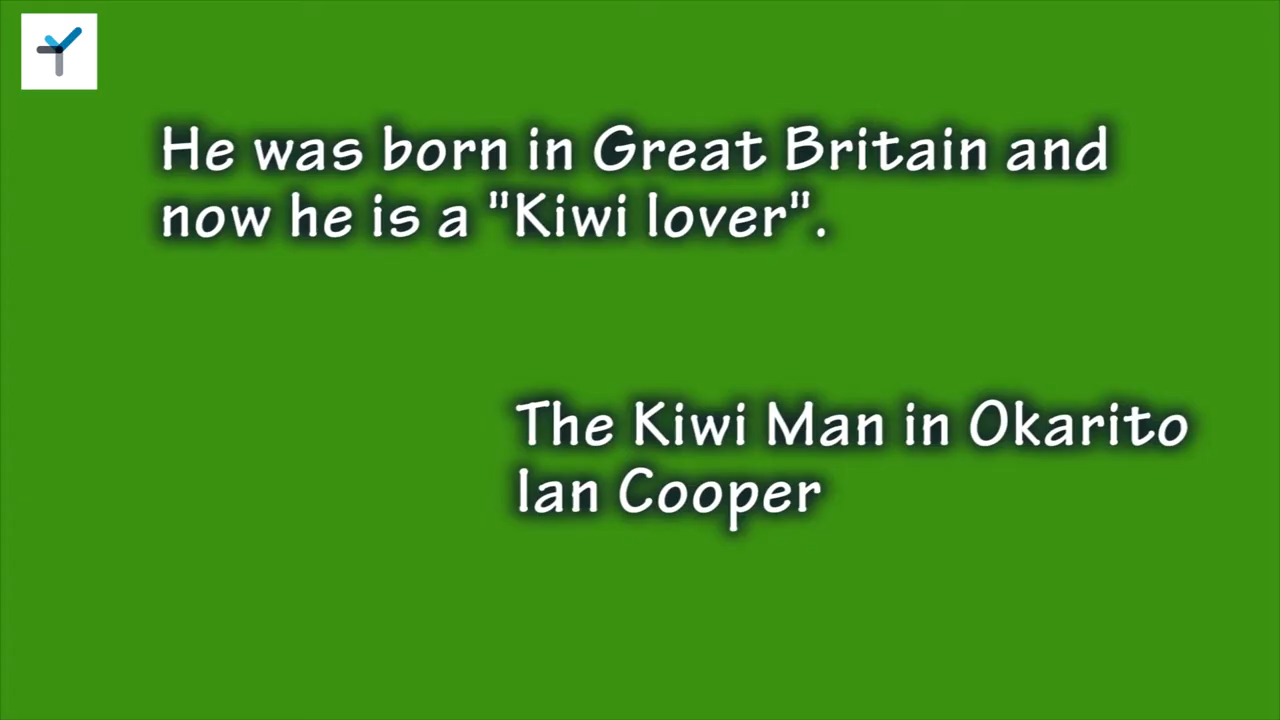 He was born in Great Britain and
now he is a "Kiwi lover".
The Kiwi Man in Okarito
Ian Cooper